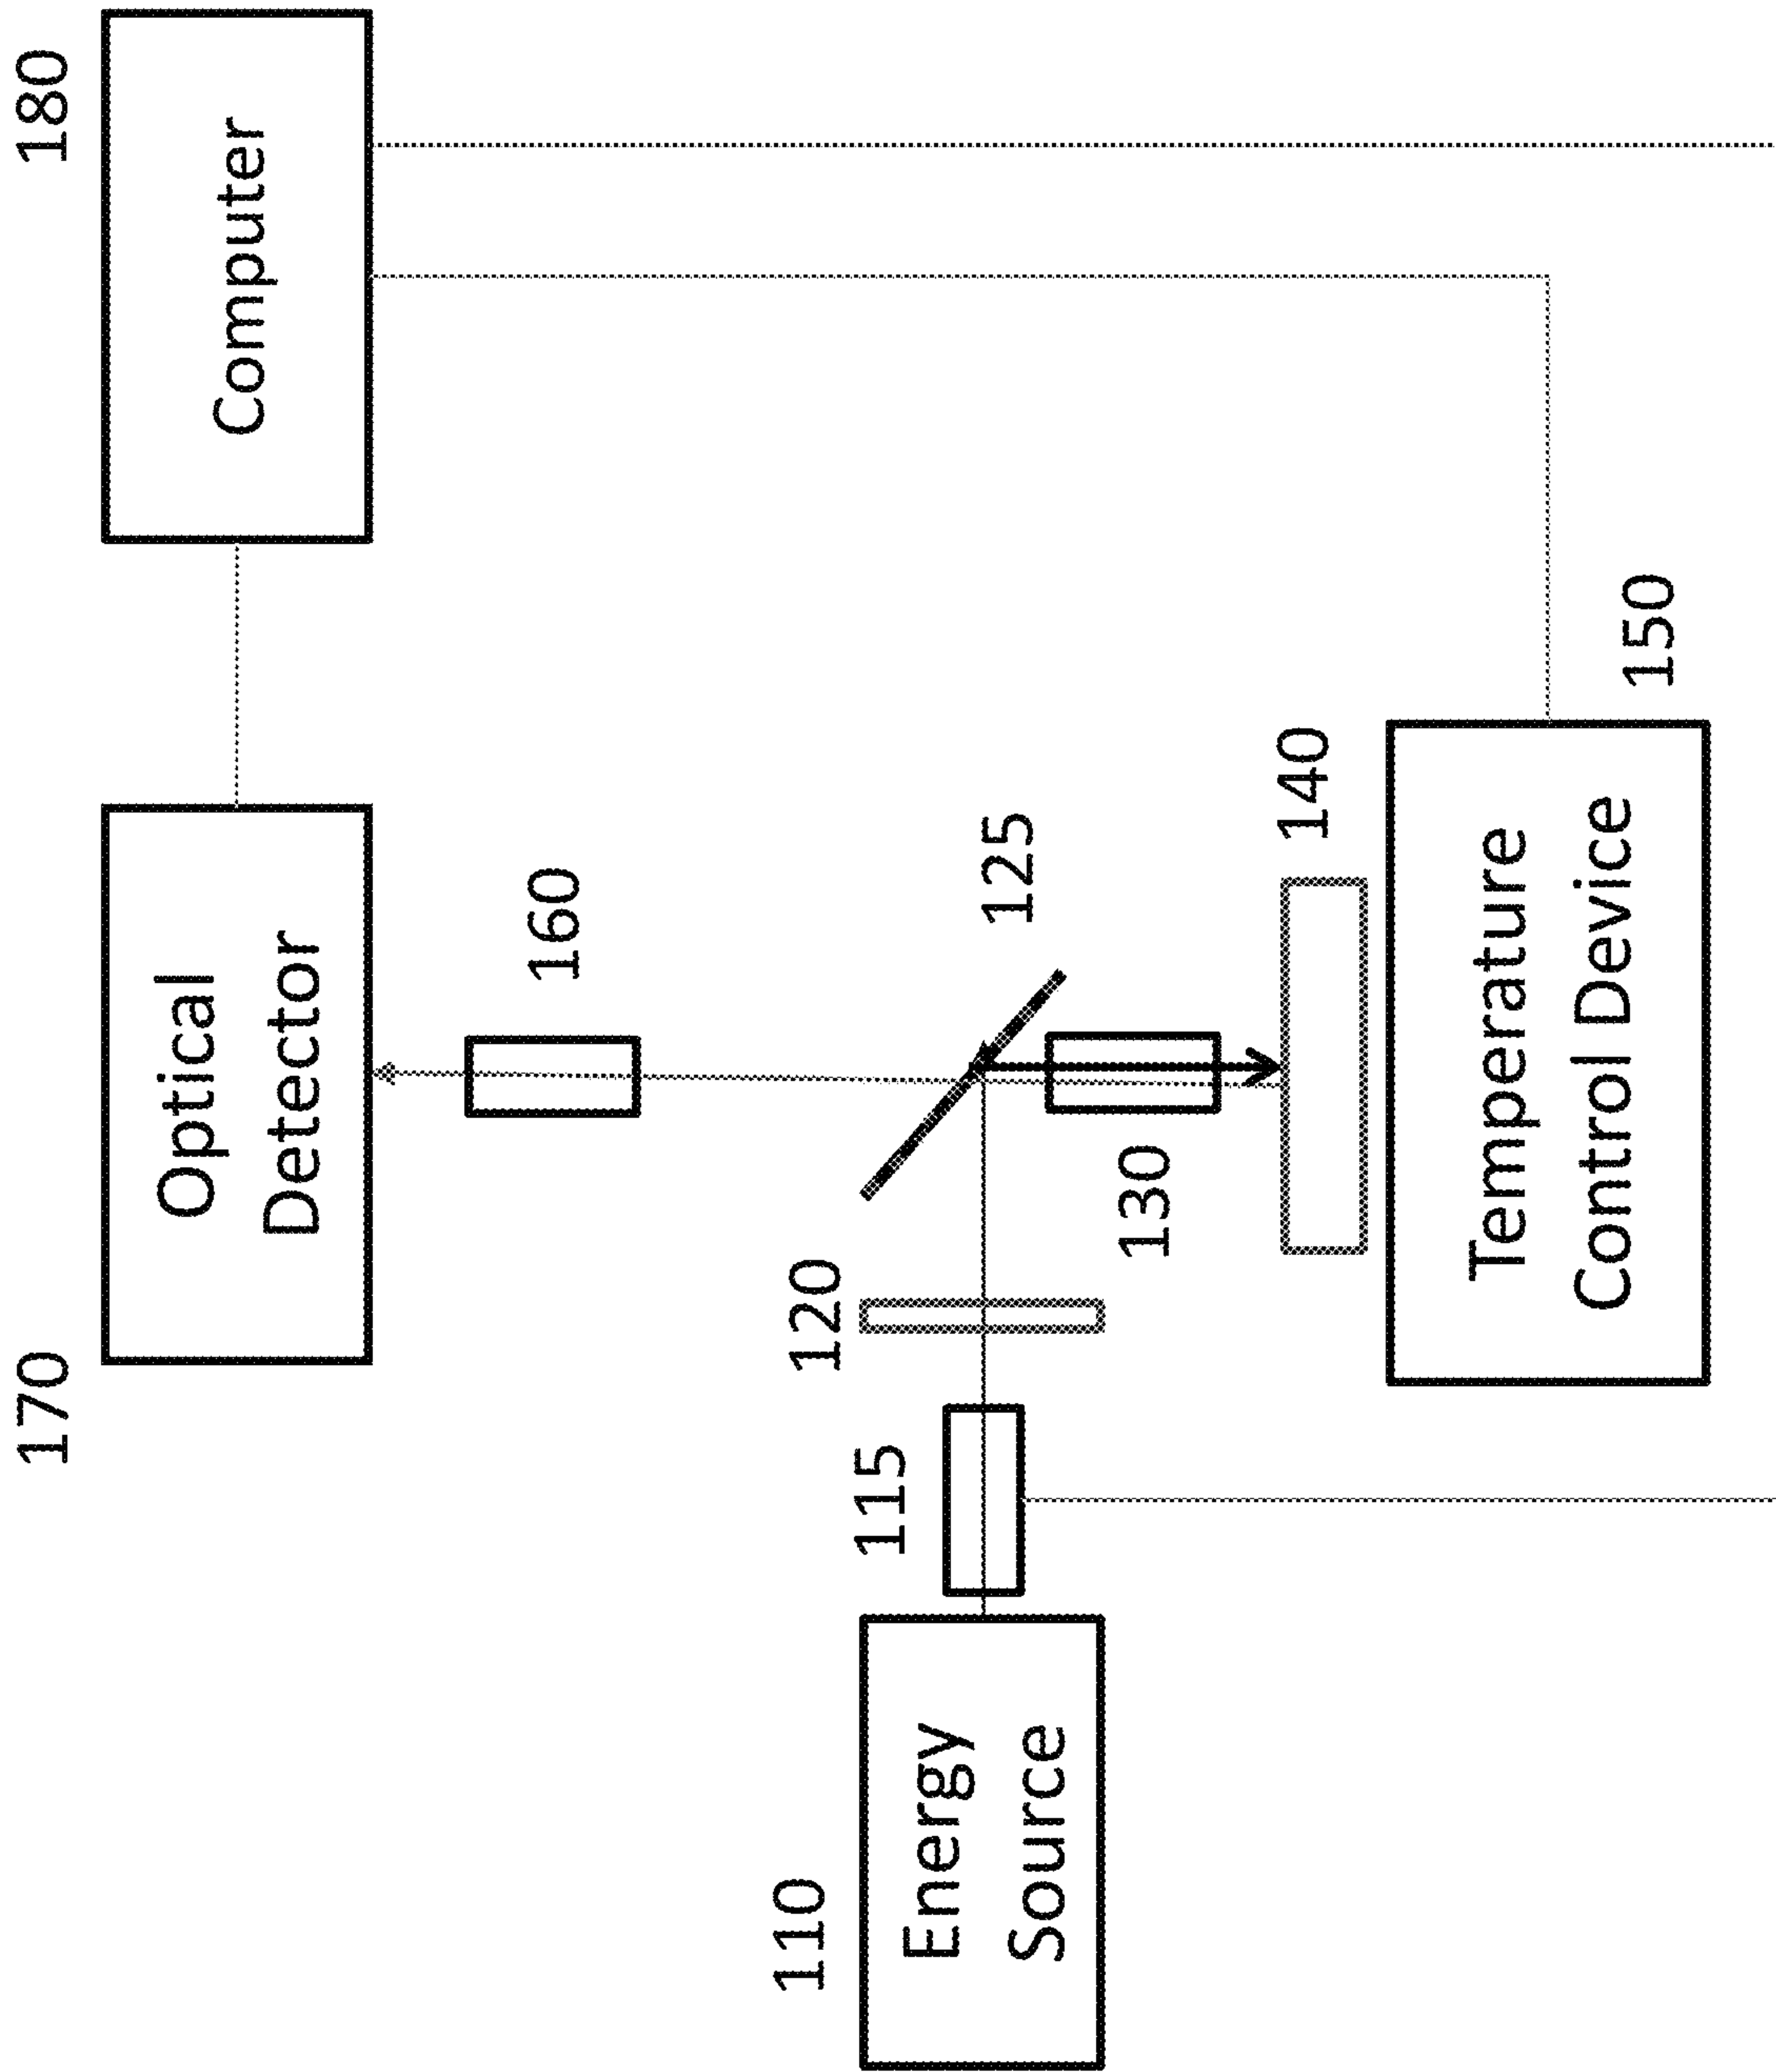 170
180
Optical
Detector
Computer
160
110
115
120
125
Energy
Source
130
140
Temperature
Control Device
150